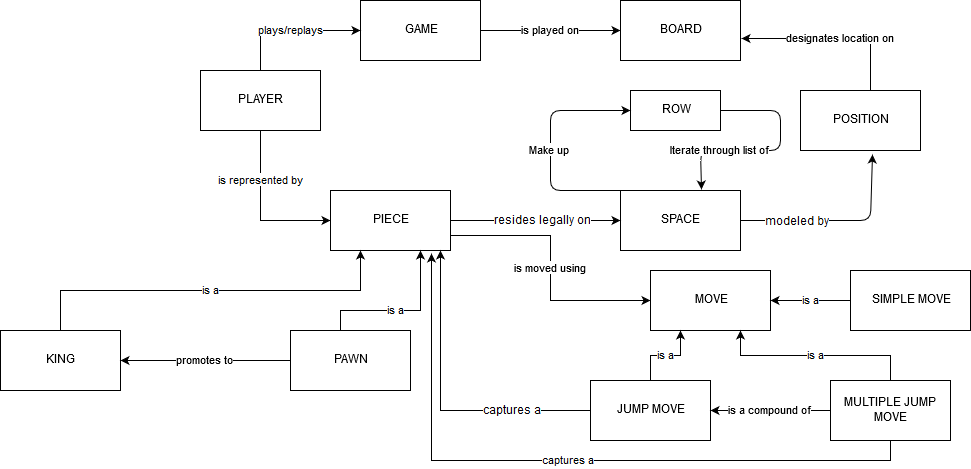 GAME
BOARD
plays/replays
is played on
designates location on
PLAYER
ROW
POSITION
Make up
Iterate through list of
is represented by
PIECE
resides legally on
SPACE
modeled by
is moved using
is a
MOVE
is a
SIMPLE MOVE
is a
KING
promotes to
PAWN
is a
is a
captures a
JUMP MOVE
is a compound of
MULTIPLE JUMP
MOVE
captures a